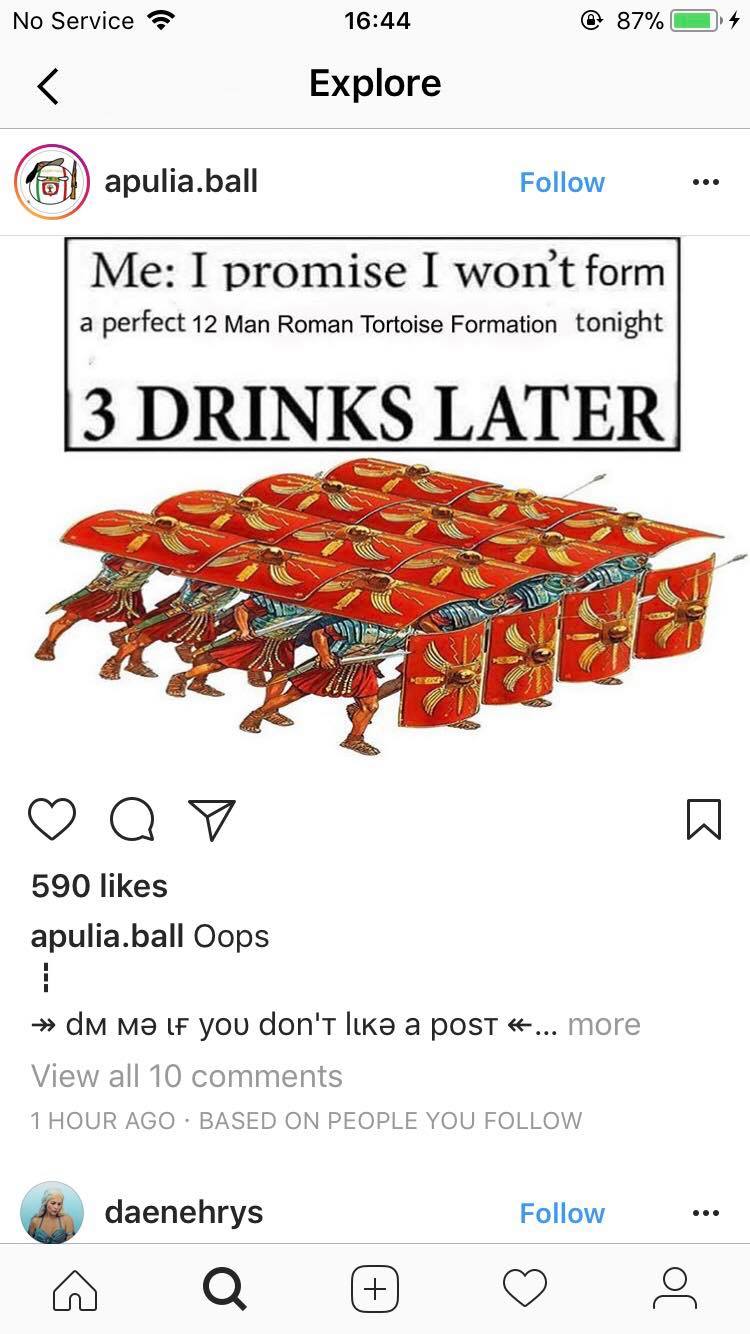 No Service 16:44 87%
Explore
apulia.ball Follow
Me: I promise I won't form
a perfect 12 Man Roman Tortoise Formation tonight
3 DRINKS LATER
590 likes
apulia.ball Oops
┇
↠ dм мə ιғ yoυ don'т lιĸə a posт ↞... more
View all 10 comments
1 HOUR AGO · BASED ON PEOPLE YOU FOLLOW
daenehrys Follow